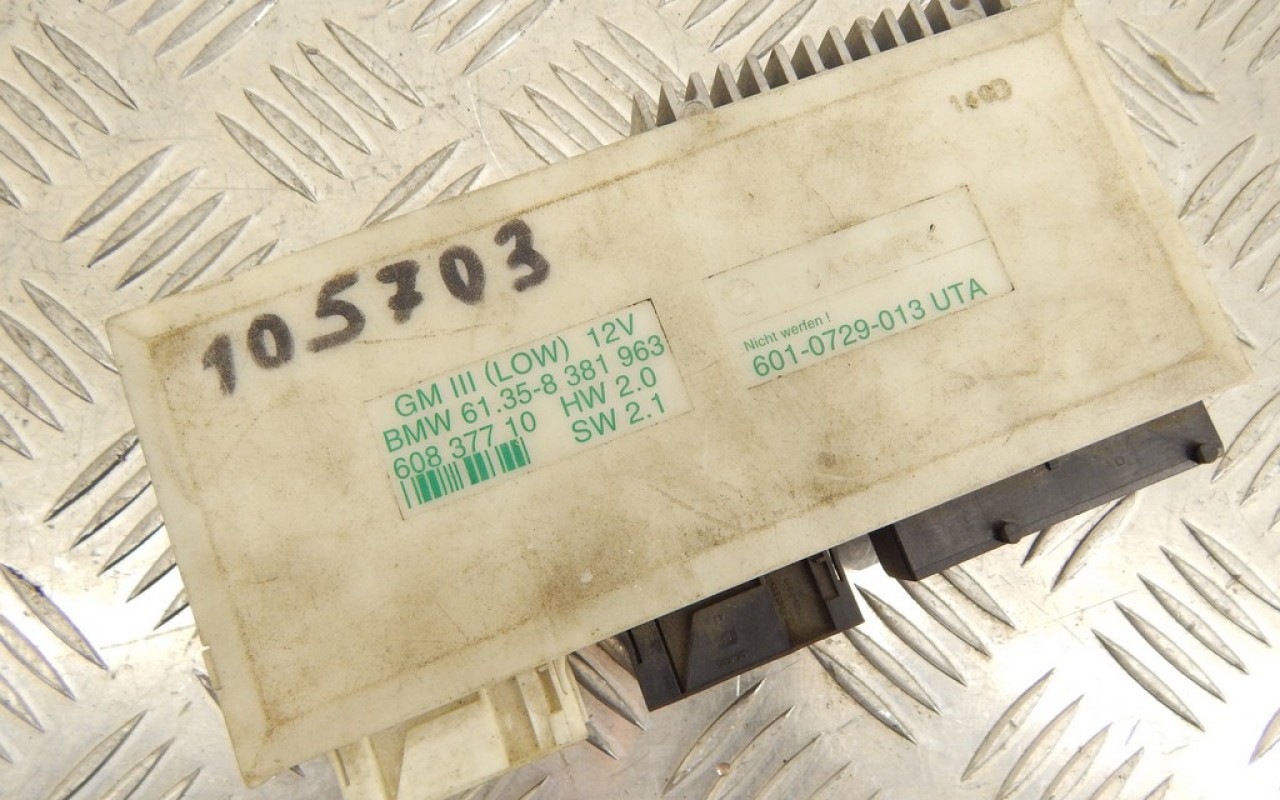 105703
GM III (LOW) 12V
BMW 61.35-8 381 963
608 377 10 HW 2.0
SW 2.1
Nicht werfen !
601-0729-013 UTA